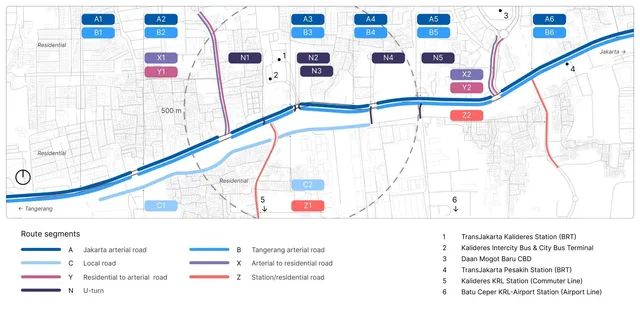 A1 A2 A3 A4 A5 A6
B1 B2 B3 B4 B5 B6
3
Residential
Jakarta →
X1 N1 1 N2 N4 N5
Y1 2 N3 X2 4
Y2
500 m
Z2
Residential
Residential
C2
5 6
← Tangerang
C1 Z1
Route segments
A Jakarta arterial road
B Tangerang arterial road
C Local road
X Arterial to residential road
Y Residential to arterial road
Z Station/residential road
N U-turn
1 TransJakarta Kalideres Station (BRT)
2 Kalideres Intercity Bus & City Bus Terminal
3 Daan Mogot Baru CBD
4 TransJakarta Pesakih Station (BRT)
5 Kalideres KRL Station (Commuter Line)
6 Batu Ceper KRL-Airport Station (Airport Line)